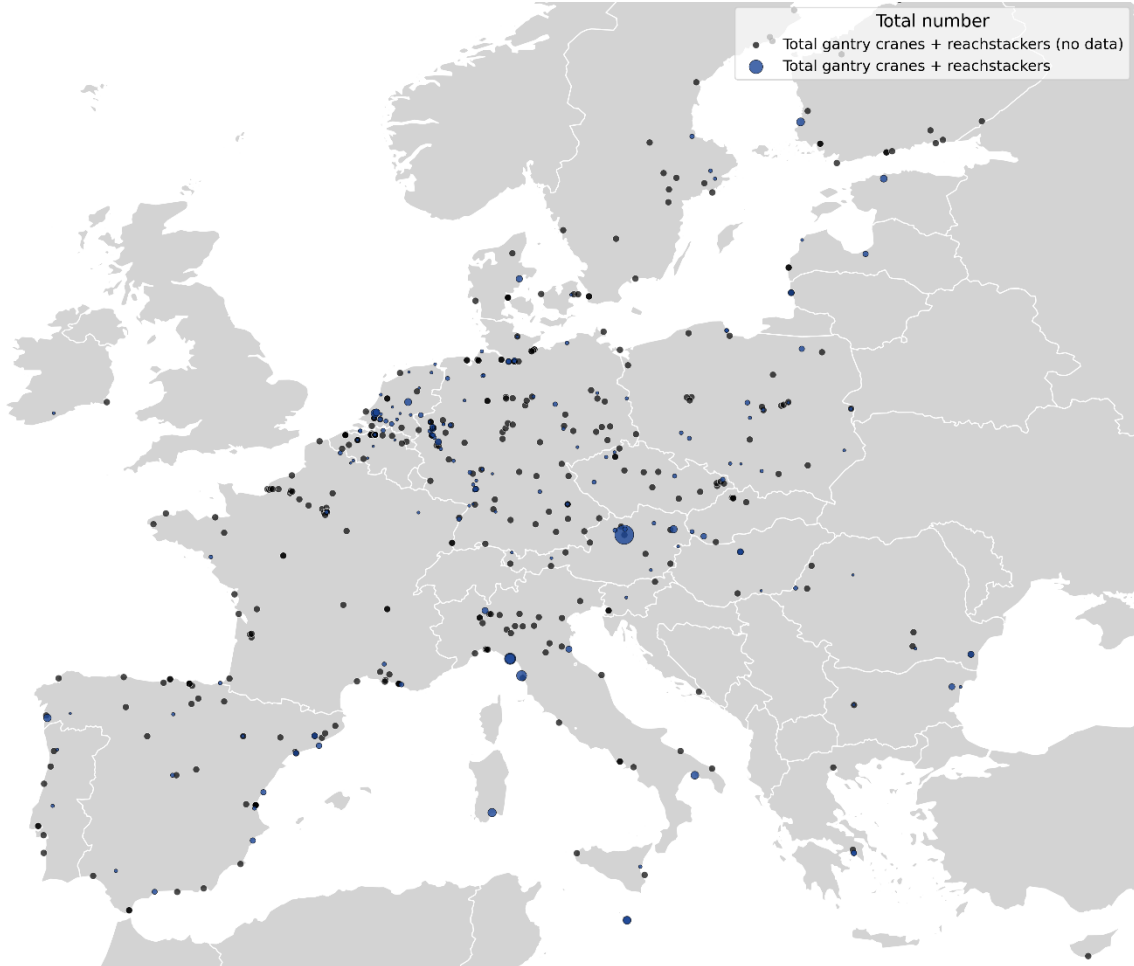 Total number
Total gantry cranes + reachstackers (no data)
Total gantry cranes + reachstackers